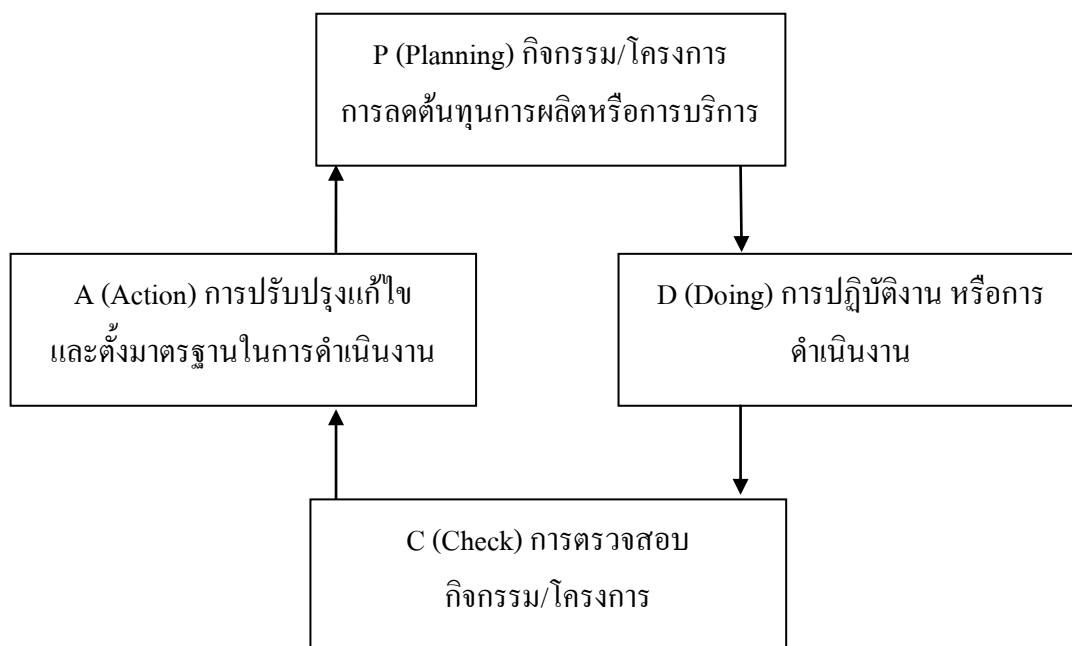 P (Planning) กิจกรรม/โครงการ
การลดต้นทุนการผลิตหรือการบริการ
A (Action) การปรับปรุงแก้ไข
และตั้งมาตรฐานในการดำเนินงาน
D (Doing) การปฏิบัติงาน หรือการ
ดำเนินงาน
C (Check) การตรวจสอบ
กิจกรรม/โครงการ